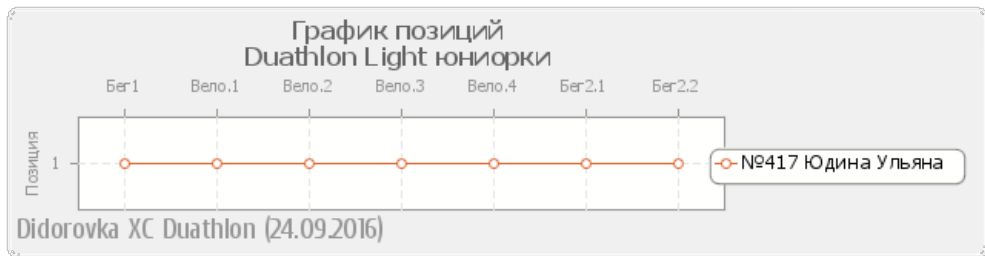 График позиций
Duathlon Light юниорки
Бег1 Вело.1 Вело.2 Вело.3 Вело.4 Бег2.1 Бег2.2
Позиция
1
№417 Юдина Ульяна
Didorovka XC Duathlon (24.09.2016)